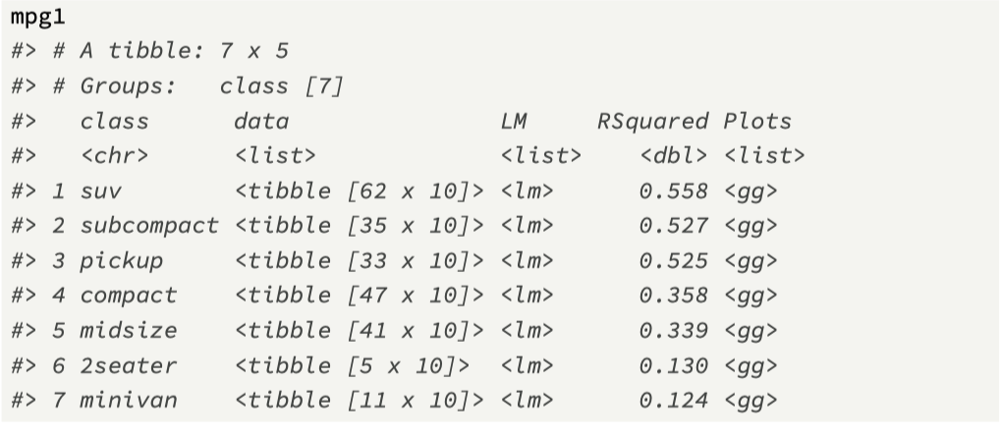 mpg1
#> # A tibble: 7 x 5
#> # Groups:   class [7]
#>   class      data               LM     RSquared Plots
#>   <chr>      <list>             <list>    <dbl> <list>
#> 1 suv        <tibble [62 x 10]> <lm>      0.558 <gg>
#> 2 subcompact <tibble [35 x 10]> <lm>      0.527 <gg>
#> 3 pickup     <tibble [33 x 10]> <lm>      0.525 <gg>
#> 4 compact    <tibble [47 x 10]> <lm>      0.358 <gg>
#> 5 midsize    <tibble [41 x 10]> <lm>      0.339 <gg>
#> 6 2seater    <tibble [5 x 10]>  <lm>      0.130 <gg>
#> 7 minivan    <tibble [11 x 10]> <lm>      0.124 <gg>